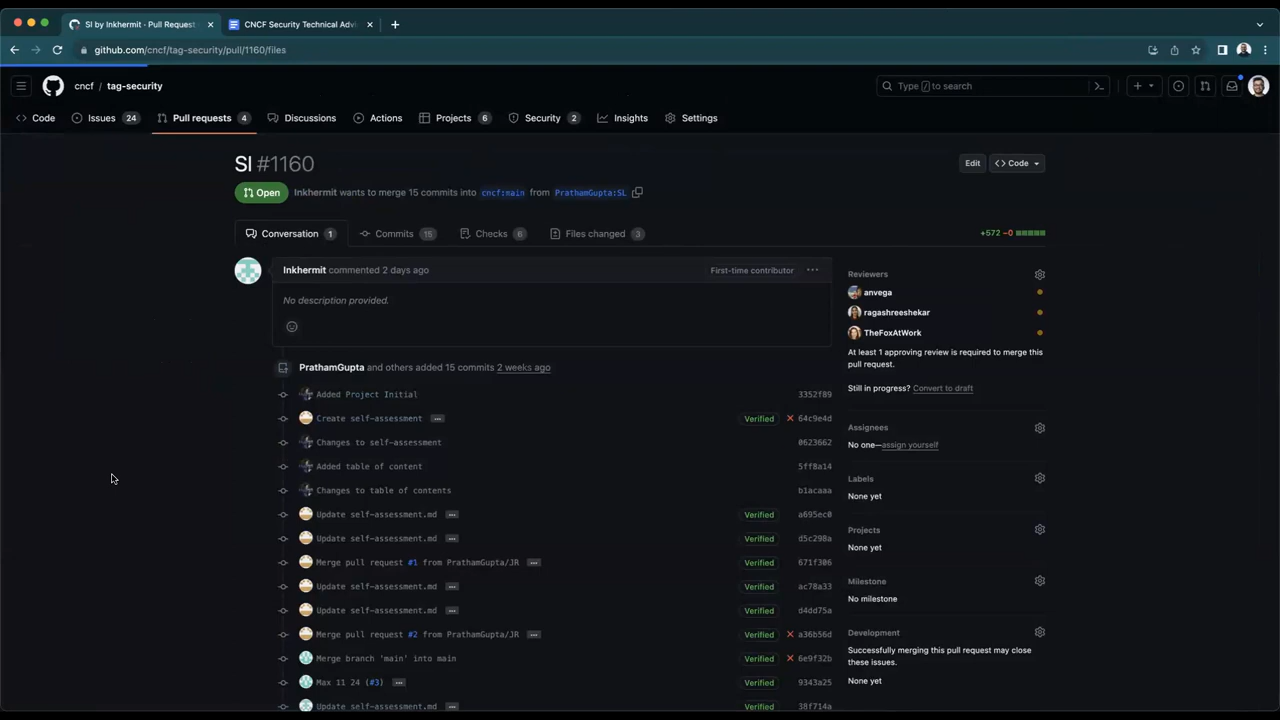 SI by Inkhermit · Pull Request
CNCF Security Technical Advi
github.com/cncf/tag-security/pull/1160/files
cncf / tag-security
Type / to search
Code
Issues 24
Pull requests 4
Discussions
Actions
Projects 6
Security 2
Insights
Settings
Sl #1160
Edit
<> Code
Open
Inkhermit wants to merge 15 commits into cncf:main from PrathamGupta:SL
Conversation 1
Commits 15
Checks 6
Files changed 3
+572 −0
Inkhermit commented 2 days ago
First-time contributor
No description provided.
PrathamGupta and others added 15 commits 2 weeks ago
Added Project Initial 3352f89
Create self-assessment Verified 64c9e4d
Changes to self-assessment 0623662
Added table of content 5ff8a14
Changes to table of contents b1acaaa
Update self-assessment.md Verified a695ec0
Update self-assessment.md Verified d5c298a
Merge pull request #1 from PrathamGupta/JR Verified 671f306
Update self-assessment.md Verified ac78a33
Update self-assessment.md Verified d4dd75a
Merge pull request #2 from PrathamGupta/JR Verified a36b56d
Merge branch 'main' into main Verified 6e9f32b
Max 11 24 (#3) Verified 9343a25
Update self-assessment.md Verified 38f714a
Reviewers
anvega
ragashreeshekar
TheFoxAtWork
At least 1 approving review is required to merge this
pull request.
Still in progress? Convert to draft
Assignees
No one—assign yourself
Labels
None yet
Projects
None yet
Milestone
No milestone
Development
Successfully merging this pull request may close
these issues.
None yet